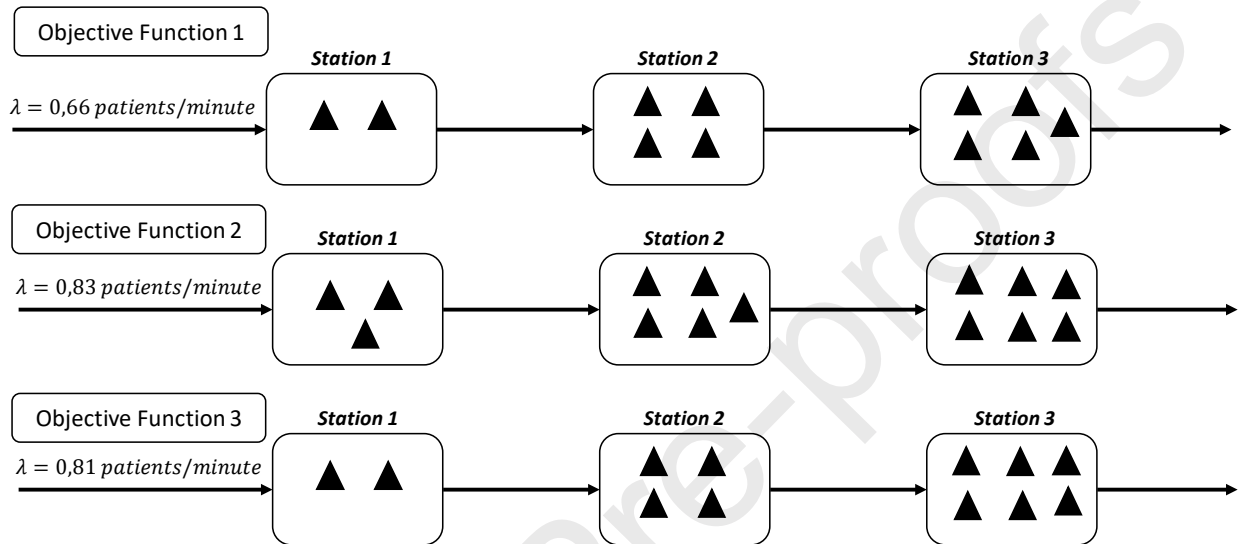 Objective Function 1
Station 1 Station 2 Station 3
λ = 0,66 patients/minute
Objective Function 2
Station 1 Station 2 Station 3
λ = 0,83 patients/minute
Objective Function 3
Station 1 Station 2 Station 3
λ = 0,81 patients/minute
re-proofs